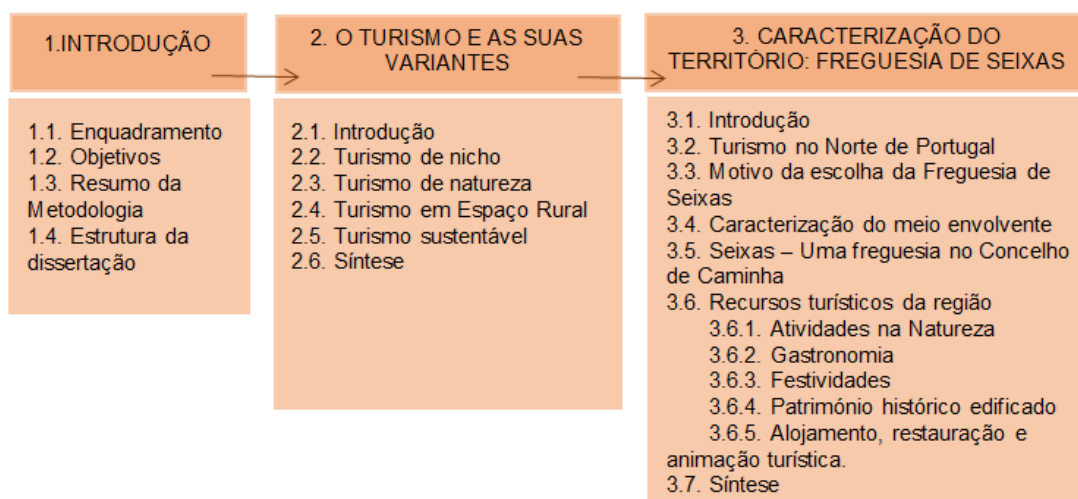 1.INTRODUÇÃO
1.1. Enquadramento
1.2. Objetivos
1.3. Resumo da
Metodologia
1.4. Estrutura da
dissertação
2. O TURISMO E AS SUAS
VARIANTES
2.1. Introdução
2.2. Turismo de nicho
2.3. Turismo de natureza
2.4. Turismo em Espaço Rural
2.5. Turismo sustentável
2.6. Síntese
3. CARACTERIZAÇÃO DO
TERRITÓRIO: FREGUESIA DE SEIXAS
3.1. Introdução
3.2. Turismo no Norte de Portugal
3.3. Motivo da escolha da Freguesia de
Seixas
3.4. Caracterização do meio envolvente
3.5. Seixas – Uma freguesia no Concelho
de Caminha
3.6. Recursos turísticos da região
3.6.1. Atividades na Natureza
3.6.2. Gastronomia
3.6.3. Festividades
3.6.4. Património histórico edificado
3.6.5. Alojamento, restauração e
animação turística.
3.7. Síntese